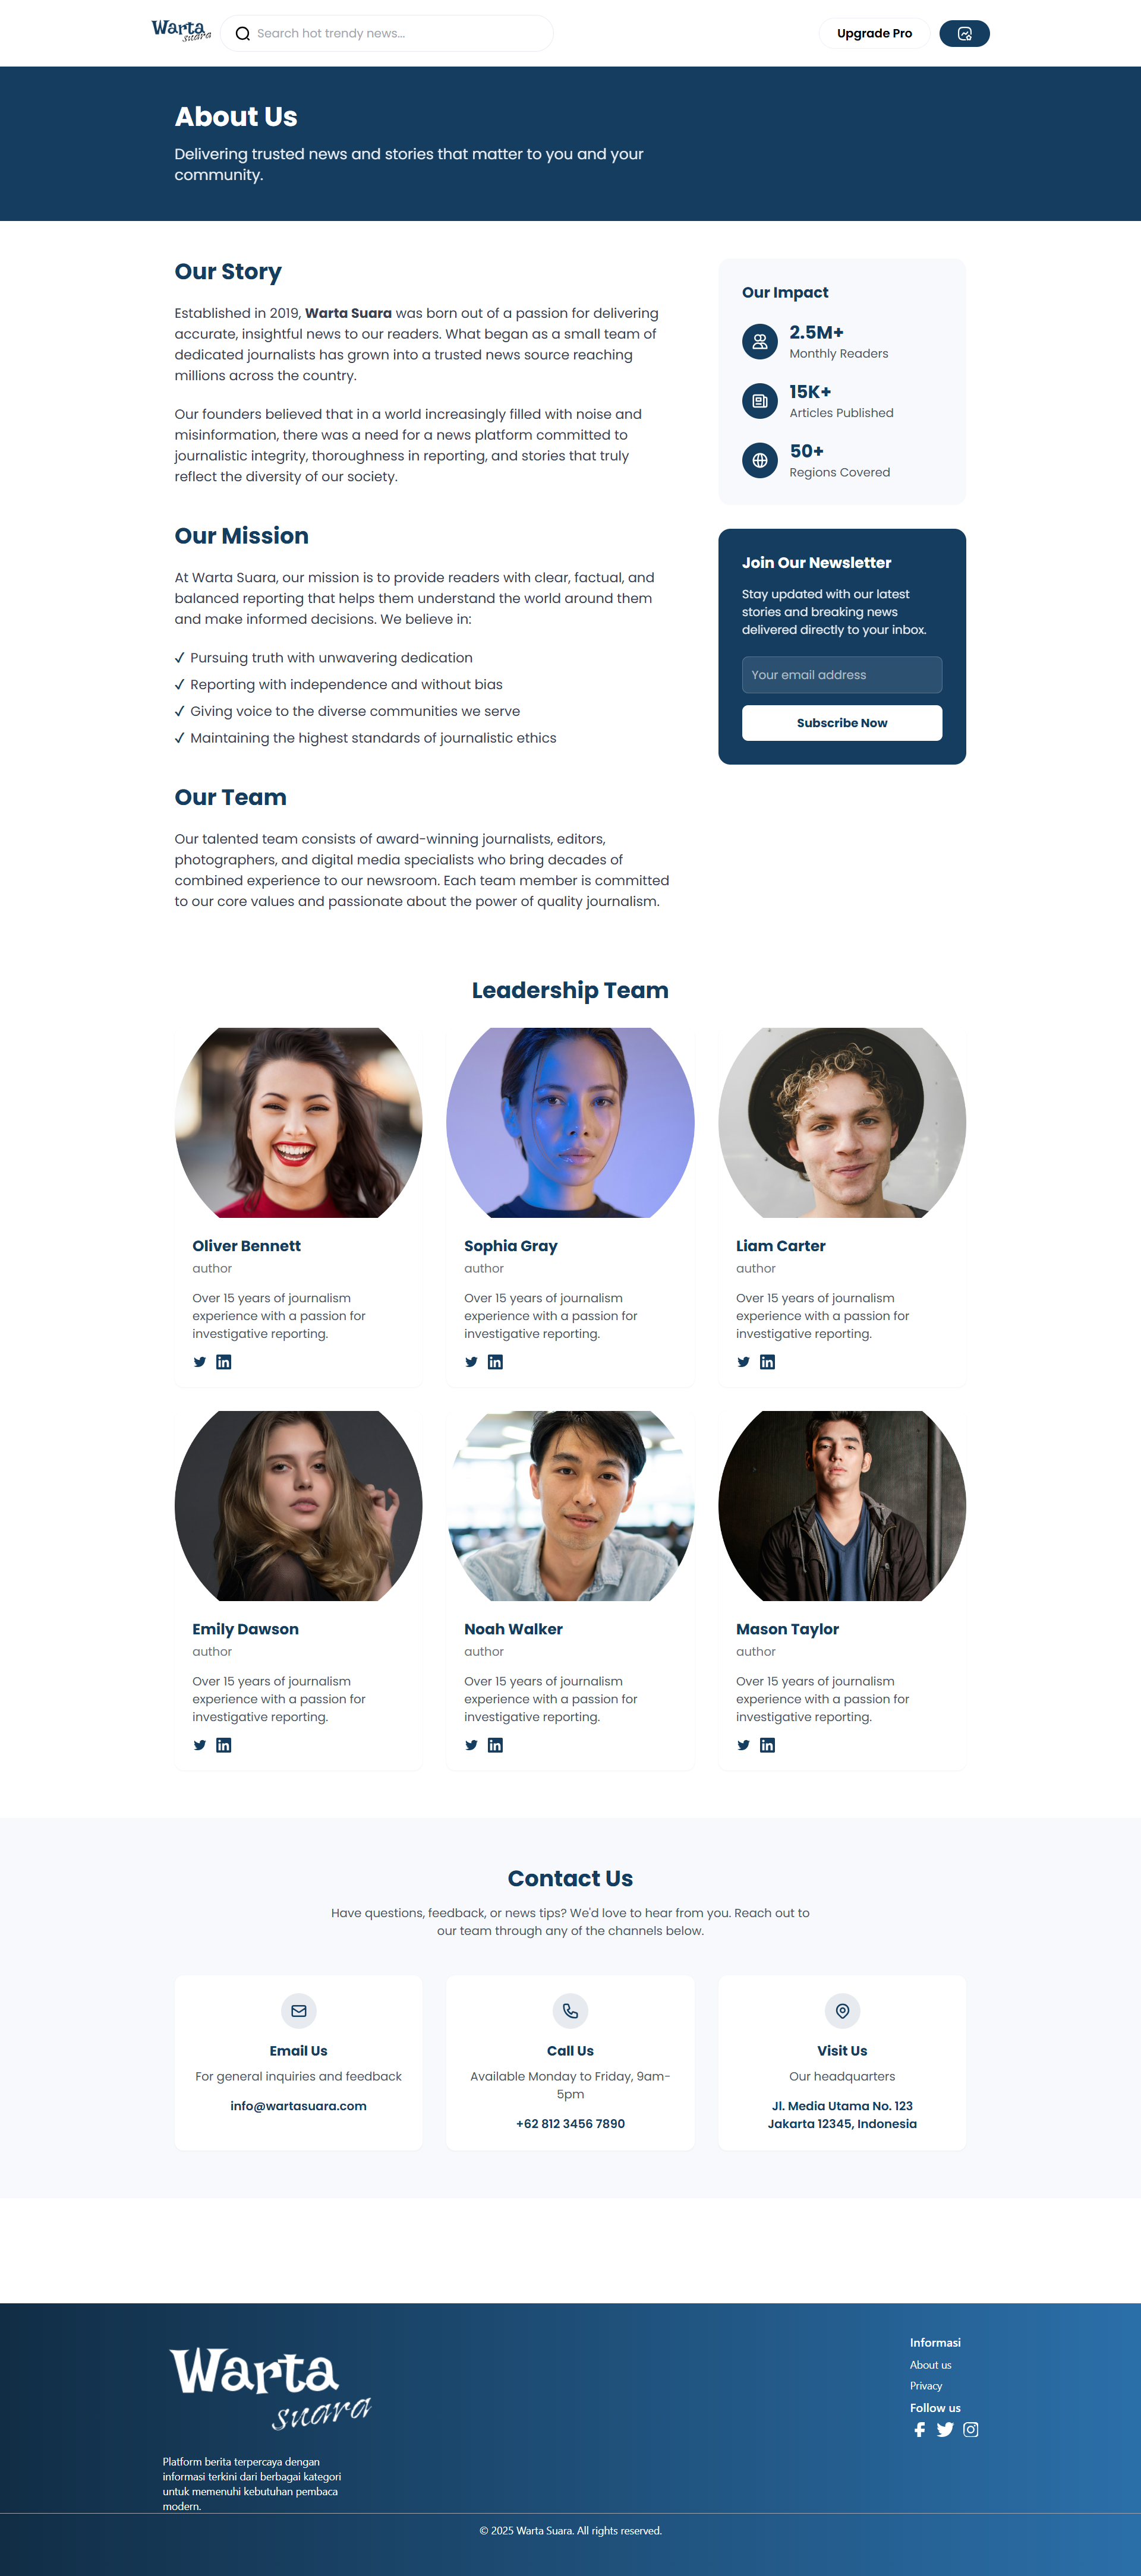 Warta
suara
Search hot trendy news...
Upgrade Pro
About Us
Delivering trusted news and stories that matter to you and your
community.
Our Story
Established in 2019, Warta Suara was born out of a passion for delivering
accurate, insightful news to our readers. What began as a small team of
dedicated journalists has grown into a trusted news source reaching
millions across the country.
Our founders believed that in a world increasingly filled with noise and
misinformation, there was a need for a news platform committed to
journalistic integrity, thoroughness in reporting, and stories that truly
reflect the diversity of our society.
Our Mission
At Warta Suara, our mission is to provide readers with clear, factual, and
balanced reporting that helps them understand the world around them
and make informed decisions. We believe in:
✓ Pursuing truth with unwavering dedication
✓ Reporting with independence and without bias
✓ Giving voice to the diverse communities we serve
✓ Maintaining the highest standards of journalistic ethics
Our Team
Our talented team consists of award-winning journalists, editors,
photographers, and digital media specialists who bring decades of
combined experience to our newsroom. Each team member is committed
to our core values and passionate about the power of quality journalism.
Our Impact
2.5M+
Monthly Readers
15K+
Articles Published
50+
Regions Covered
Join Our Newsletter
Stay updated with our latest
stories and breaking news
delivered directly to your inbox.
Your email address
Subscribe Now
Leadership Team
Oliver Bennett
author
Over 15 years of journalism
experience with a passion for
investigative reporting.
Sophia Gray
author
Over 15 years of journalism
experience with a passion for
investigative reporting.
Liam Carter
author
Over 15 years of journalism
experience with a passion for
investigative reporting.
Emily Dawson
author
Over 15 years of journalism
experience with a passion for
investigative reporting.
Noah Walker
author
Over 15 years of journalism
experience with a passion for
investigative reporting.
Mason Taylor
author
Over 15 years of journalism
experience with a passion for
investigative reporting.
Contact Us
Have questions, feedback, or news tips? We'd love to hear from you. Reach out to
our team through any of the channels below.
Email Us
For general inquiries and feedback
info@wartasuara.com
Call Us
Available Monday to Friday, 9am-
5pm
+62 812 3456 7890
Visit Us
Our headquarters
Jl. Media Utama No. 123
Jakarta 12345, Indonesia
Warta
suara
Platform berita terpercaya dengan
informasi terkini dari berbagai kategori
untuk memenuhi kebutuhan pembaca
modern.
Informasi
About us
Privacy
Follow us
© 2025 Warta Suara. All rights reserved.